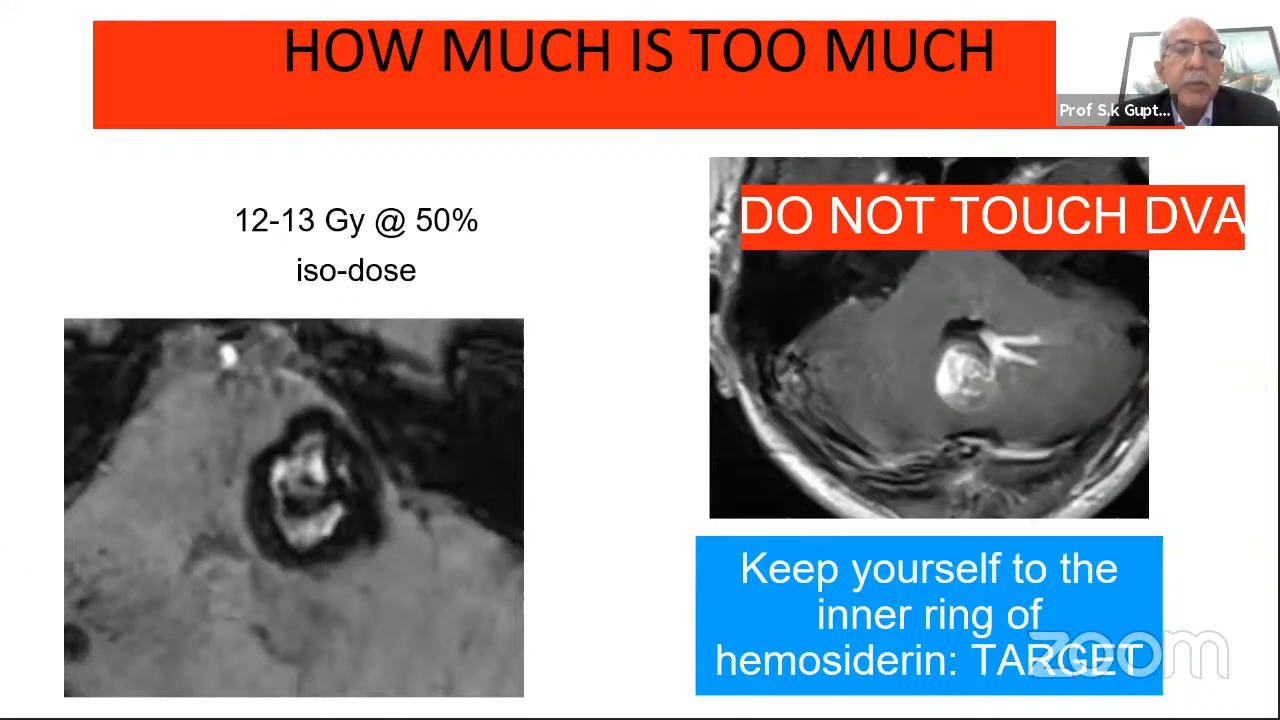 HOW MUCH IS TOO MUCH
Prof S.k Gupt...
12-13 Gy @ 50%
iso-dose
DO NOT TOUCH DVA
Keep yourself to the
inner ring of
hemosiderin: TARGET
zoom